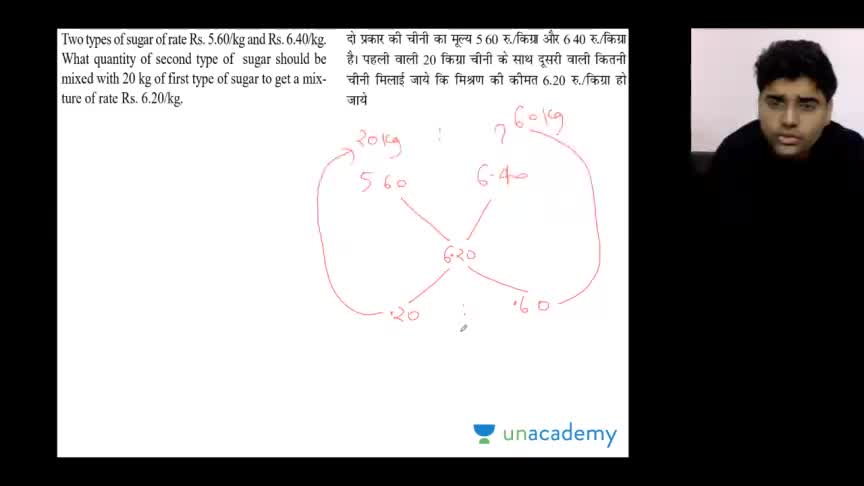 Two types of sugar of rate Rs. 5.60/kg and Rs. 6.40/kg.
What quantity of second type of sugar should be
mixed with 20 kg of first type of sugar to get a mix-
ture of rate Rs. 6.20/kg.
दो प्रकार की चीनी का मूल्य 5 60 रु./किग्रा और 6 40 रु./किग्रा
है। पहली वाली 20 किग्रा चीनी के साथ दूसरी वाली कितनी
चीनी मिलाई जाये कि मिश्रण की कीमत 6.20 रु./किग्रा हो
जाये
20kg : ? 60kg
5 60 6.40
6.20
.20 : .60
unacademy